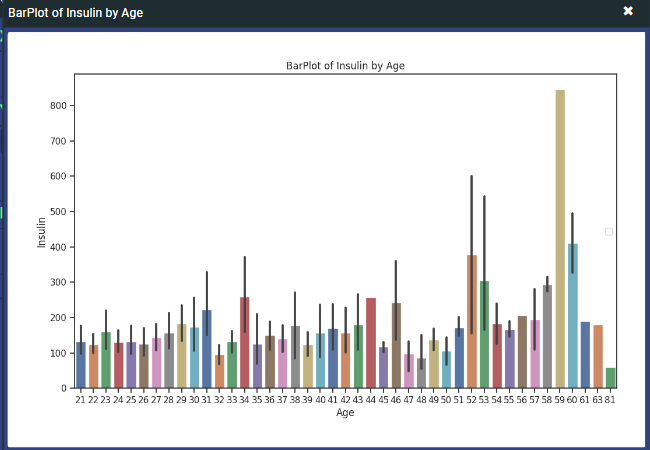 BarPlot of Insulin by Age ✖
BarPlot of Insulin by Age
800
700
600
500
400
300
200
100
0
Insulin
21 22 23 24 25 26 27 28 29 30 31 32 33 34 35 36 37 38 39 40 41 42 43 44 45 46 47 48 49 50 51 52 53 54 55 56 57 58 59 60 61 63 81
Age